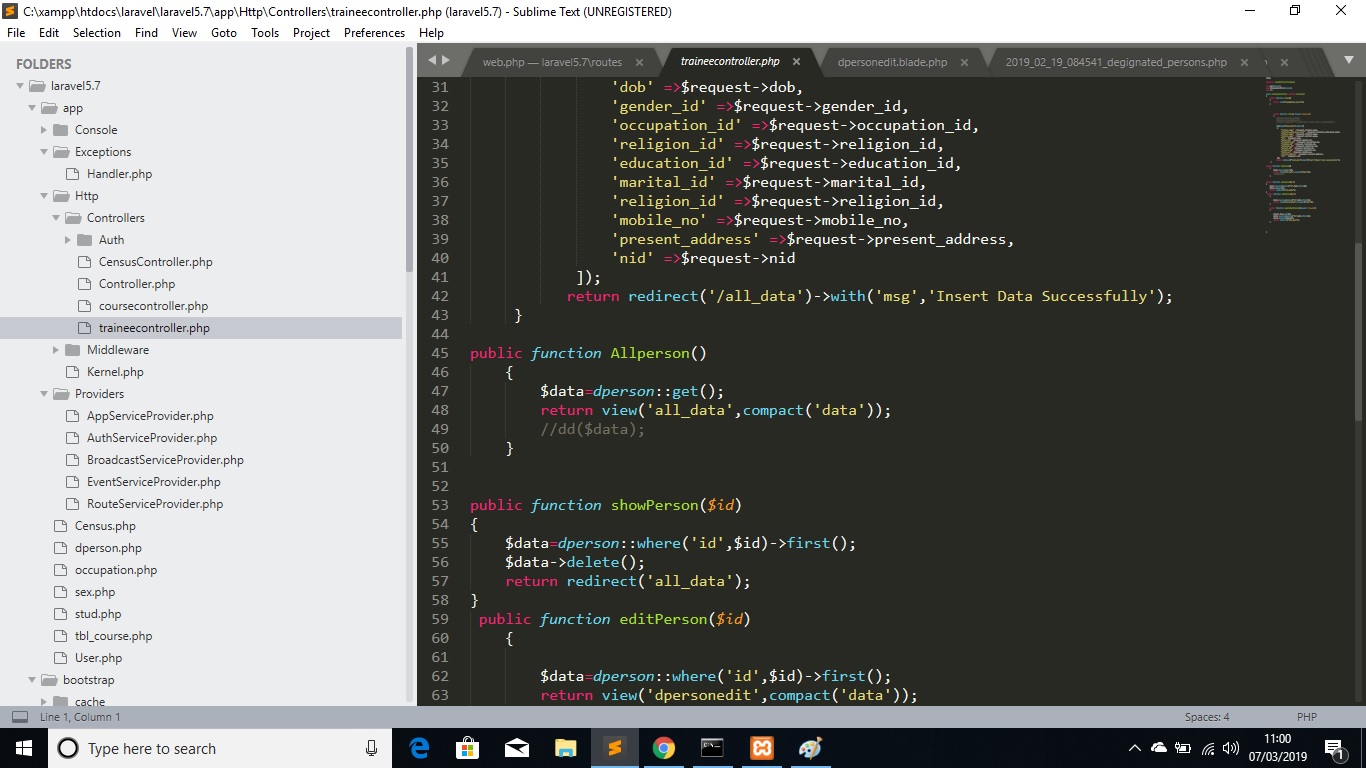 C:\xampp\htdocs\laravel\laravel5.7\app\Http\Controllers\traineecontroller.php (laravel5.7) - Sublime Text (UNREGISTERED)
File Edit Selection Find View Goto Tools Project Preferences Help
FOLDERS
laravel5.7
app
Console
Exceptions
Handler.php
Http
Controllers
Auth
CensusController.php
Controller.php
coursecontroller.php
traineecontroller.php
Middleware
Kernel.php
Providers
AppServiceProvider.php
AuthServiceProvider.php
BroadcastServiceProvider.php
EventServiceProvider.php
RouteServiceProvider.php
Census.php
dperson.php
occupation.php
sex.php
stud.php
tbl_course.php
User.php
bootstrap
cache
web.php — laravel5.7\routes traineecontroller.php dpersonedit.blade.php 2019_02_19_084541_degignated_persons.php
31 'dob' =>$request->dob,
32 'gender_id' =>$request->gender_id,
33 'occupation_id' =>$request->occupation_id,
34 'religion_id' =>$request->religion_id,
35 'education_id' =>$request->education_id,
36 'marital_id' =>$request->marital_id,
37 'religion_id' =>$request->religion_id,
38 'mobile_no' =>$request->mobile_no,
39 'present_address' =>$request->present_address,
40 'nid' =>$request->nid
41 ]);
42 return redirect('/all_data')->with('msg','Insert Data Successfully');
43 }
44
45 public function Allperson()
46 {
47 $data=dperson::get();
48 return view('all_data',compact('data'));
49 //dd($data);
50 }
51
52
53 public function showPerson($id)
54 {
55 $data=dperson::where('id',$id)->first();
56 $data->delete();
57 return redirect('all_data');
58 }
59 public function editPerson($id)
60 {
61
62 $data=dperson::where('id',$id)->first();
63 return view('dpersonedit',compact('data'));
Line 1, Column 1 Spaces: 4 PHP
Type here to search
11:00
07/03/2019
1